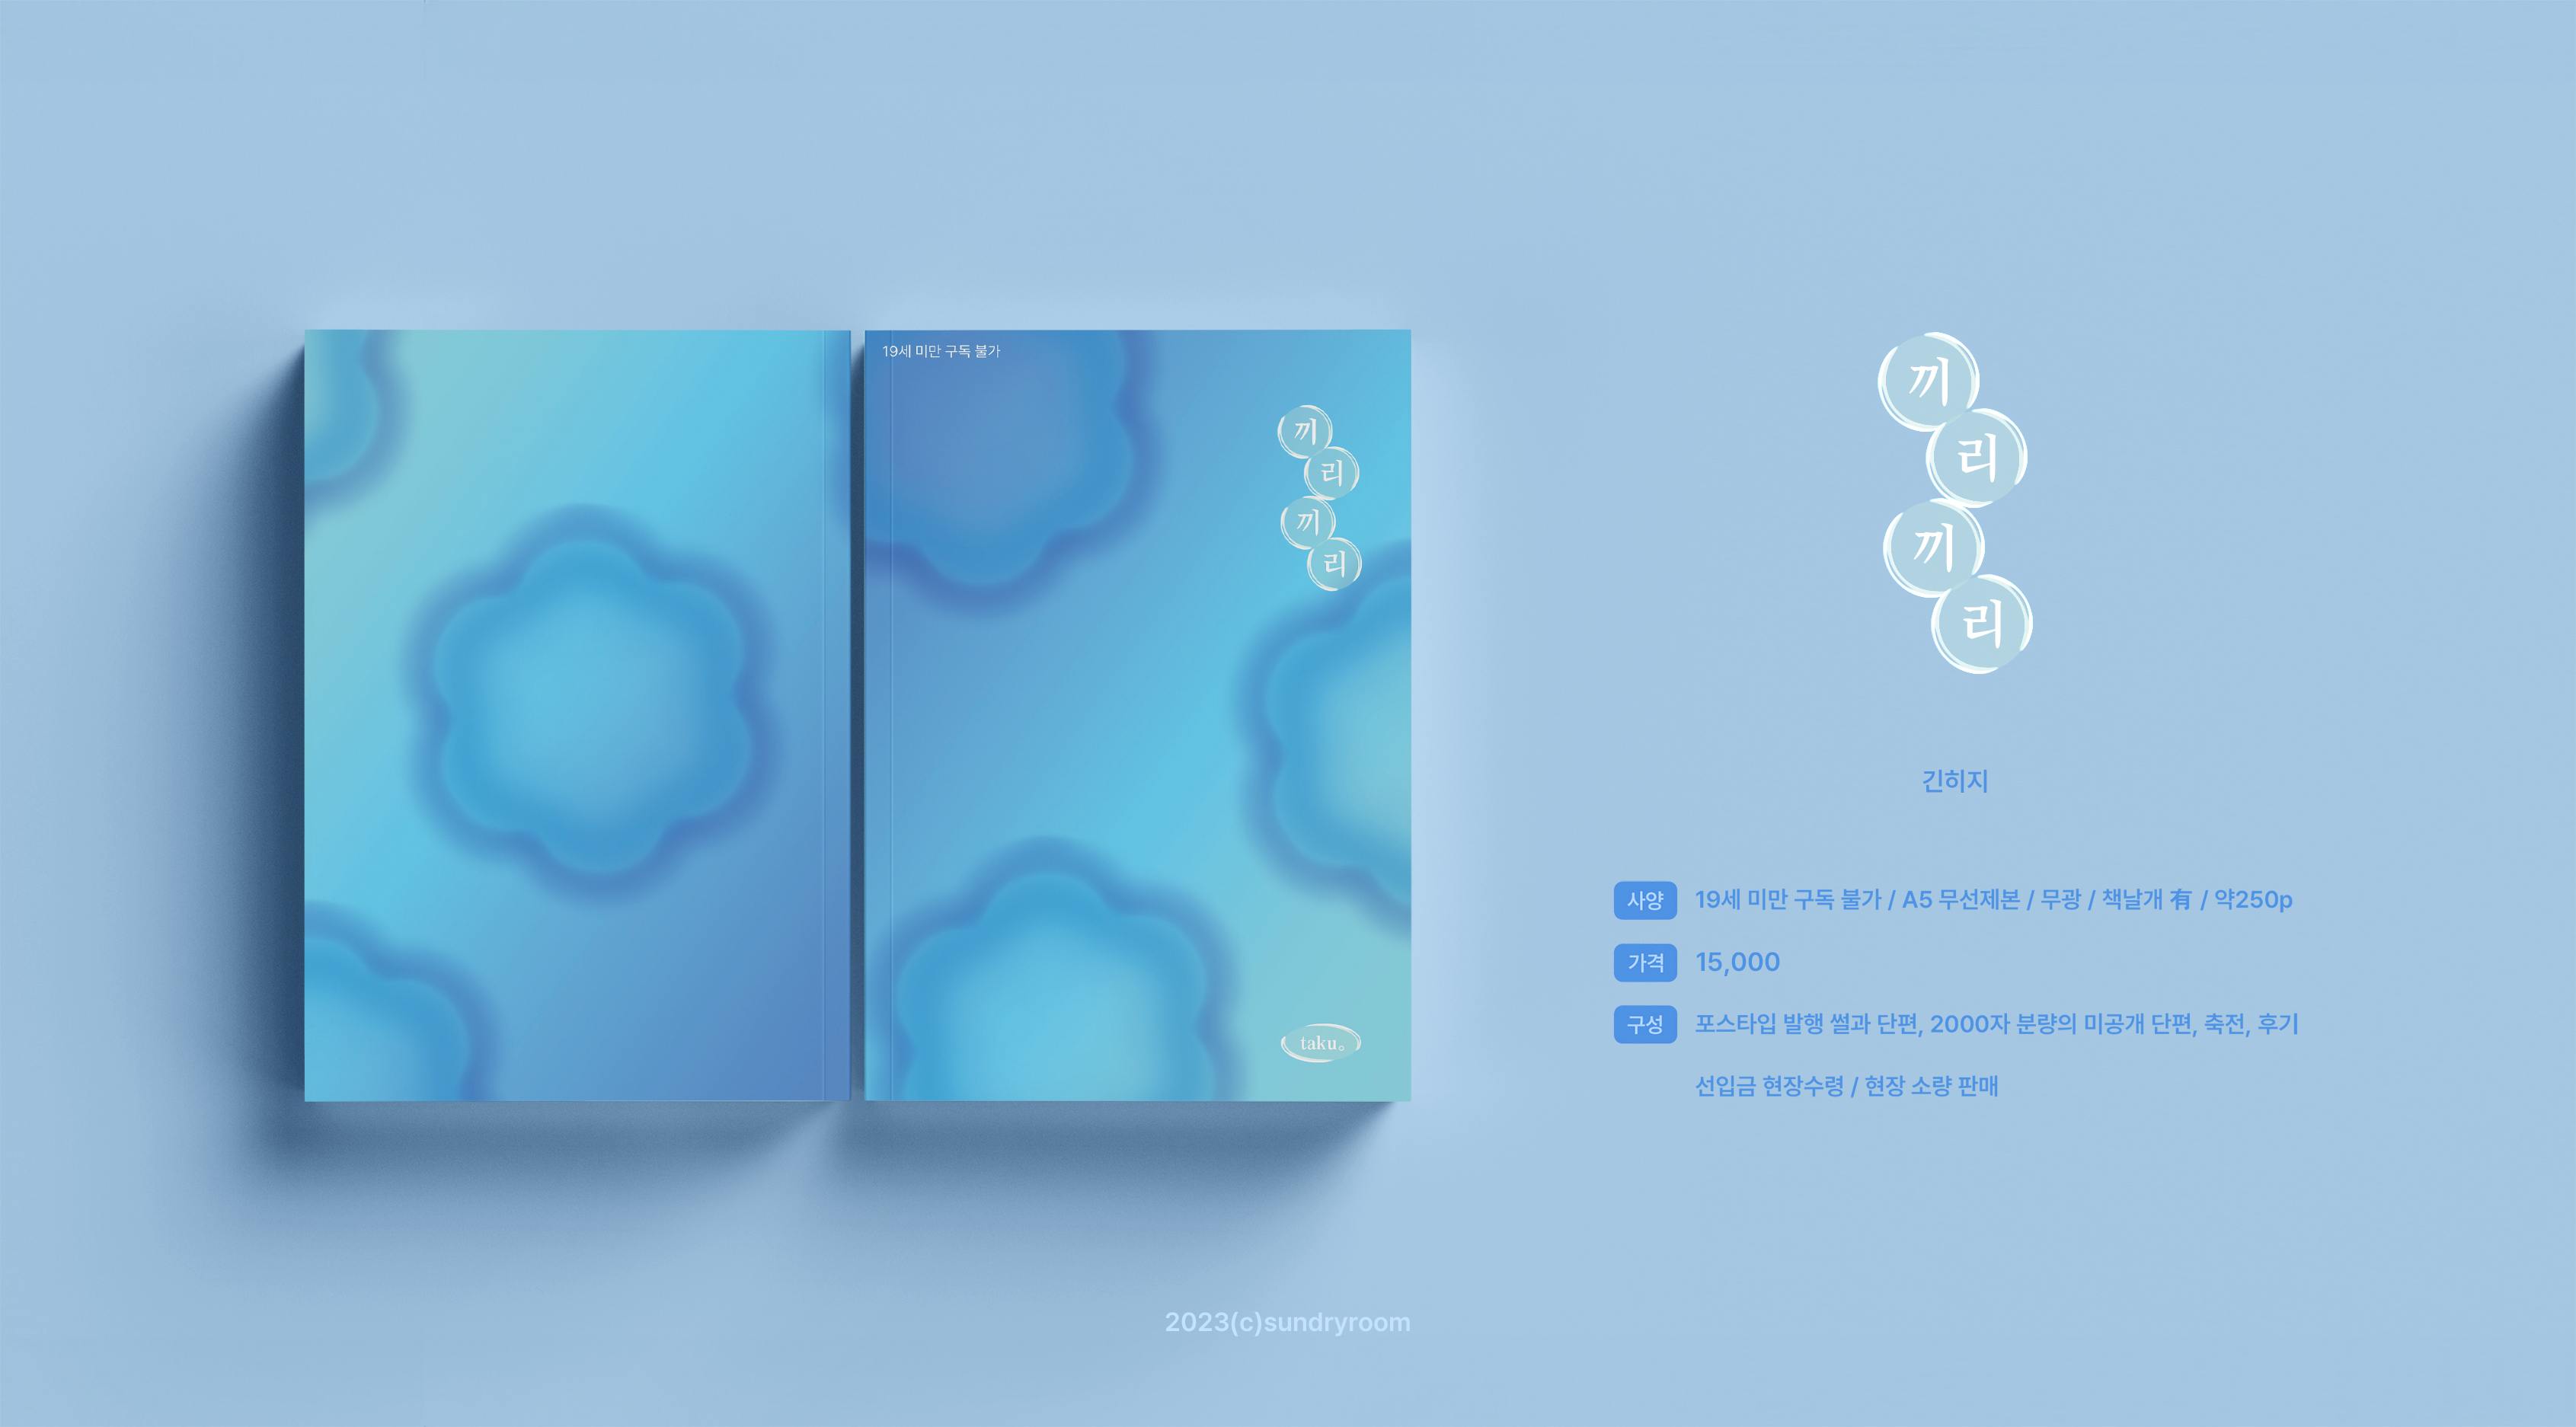 19세 미만 구독 불가
끼
리
끼
리
taku。
끼
리
끼
리
긴히지
사양 19세 미만 구독 불가 / A5 무선제본 / 무광 / 책날개 有 / 약250p
가격 15,000
구성 포스타입 발행 썰과 단편, 2000자 분량의 미공개 단편, 축전, 후기
선입금 현장수령 / 현장 소량 판매
2023(c)sundryroom